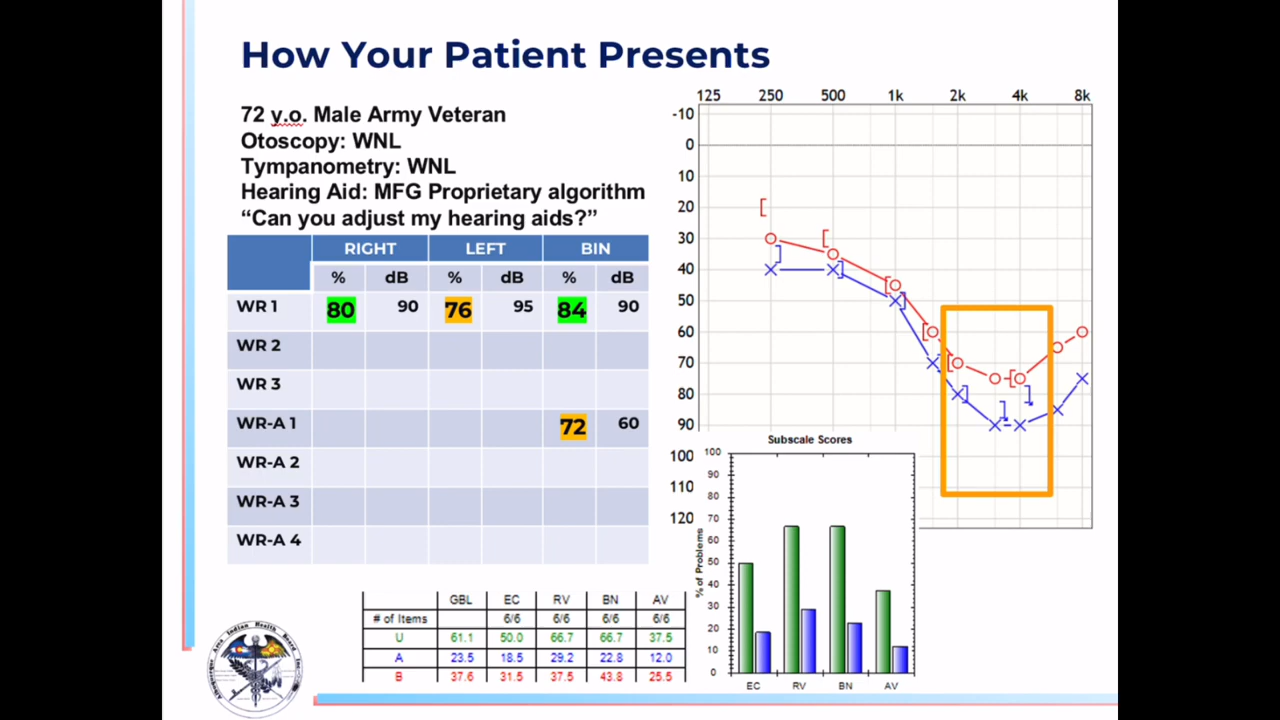 How Your Patient Presents
72 y.o. Male Army Veteran
Otoscopy: WNL
Tympanometry: WNL
Hearing Aid: MFG Proprietary algorithm
“Can you adjust my hearing aids?”
RIGHT LEFT BIN
% dB % dB % dB
WR 1 80 90 76 95 84 90
WR 2
WR 3
WR-A 1 72 60
WR-A 2
WR-A 3
WR-A 4
125 250 500 1k 2k 4k 8k
-10
0
10
20
30
40
50
60
70
80
90
100
110
120
Subscale Scores
% of Problems
100
90
80
70
60
50
40
30
20
10
0
EC RV BN AV
GBL EC RV BN AV
# of Items 6/6 6/6 6/6 6/6
U 61.1 50.0 66.7 66.7 37.5
A 23.5 18.5 29.2 22.8 12.0
B 37.6 31.5 37.5 43.8 25.5